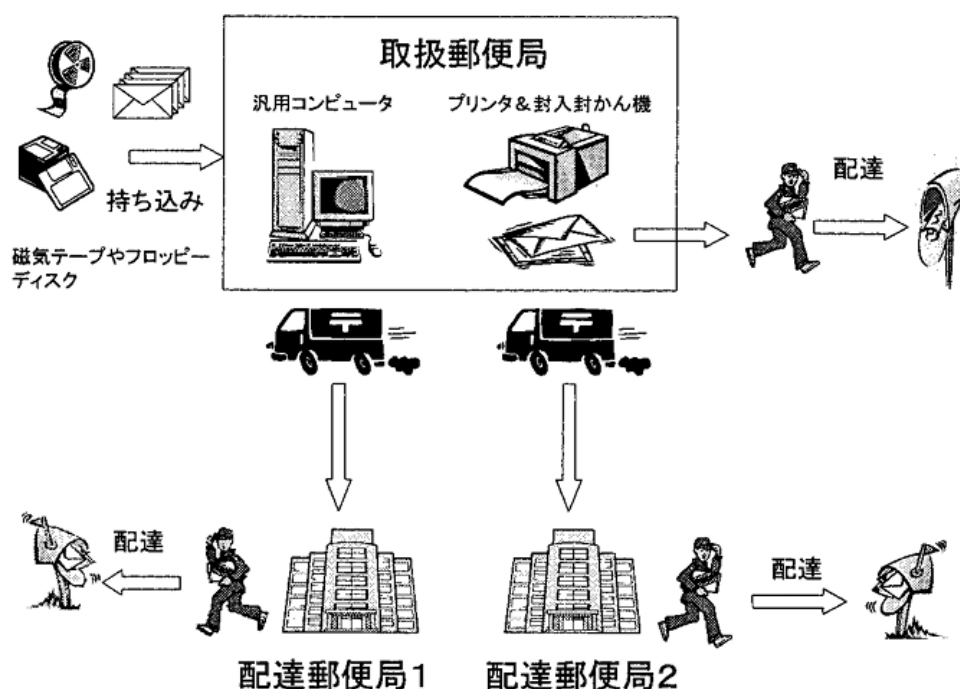 取扱郵便局
汎用コンピュータ
プリンタ&封入封かん機
持ち込み
磁気テープやフロッピー
ディスク
配達
〒
〒
配達
配達
配達郵便局1
配達郵便局2